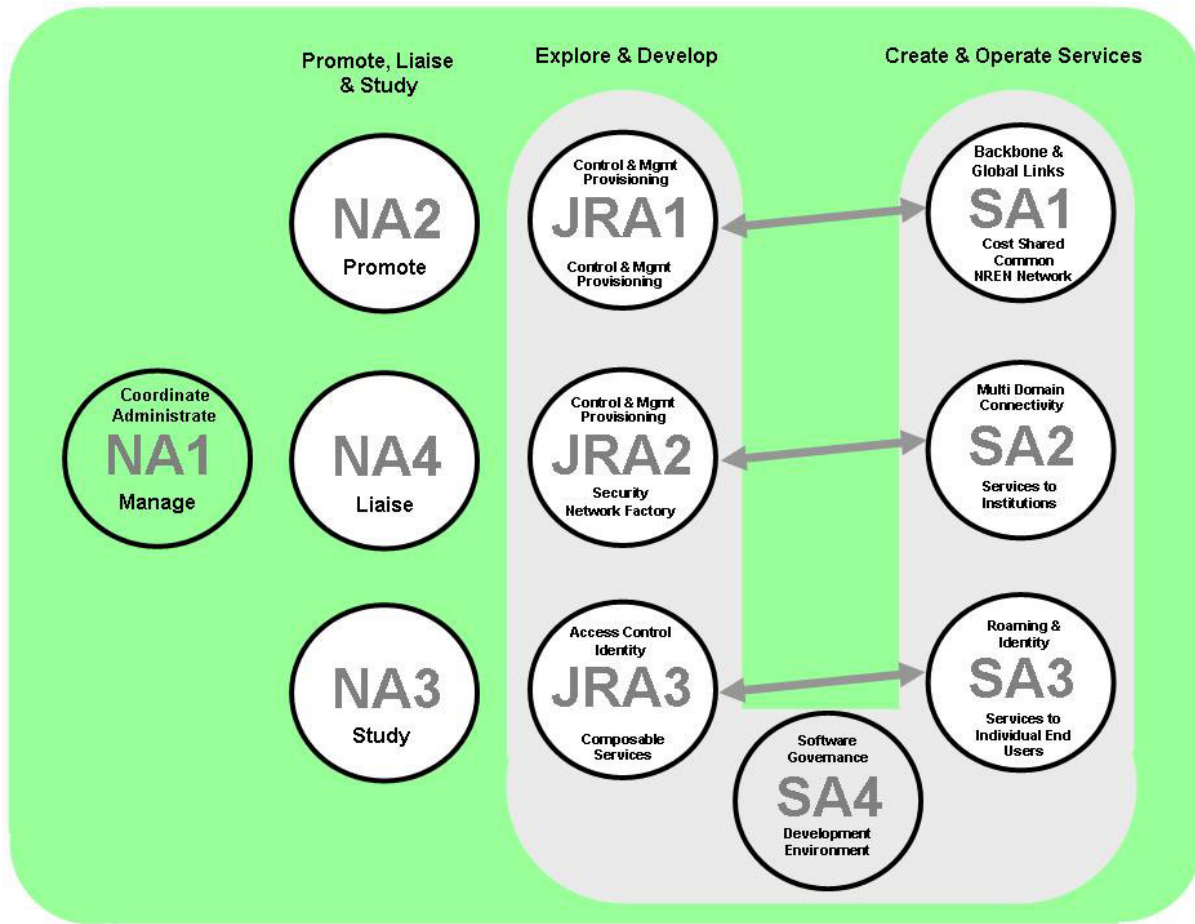 Promote, Liaise
& Study
Explore & Develop
Create & Operate Services
NA2
Promote
Control & Mgmt
Provisioning
JRA1
Control & Mgmt
Provisioning
Backbone &
Global Links
SA1
Cost Shared
Common
NREN Network
Coordinate
Administrate
NA1
Manage
NA4
Liaise
Control & Mgmt
Provisioning
JRA2
Security
Network Factory
Multi Domain
Connectivity
SA2
Services to
Institutions
NA3
Study
Access Control
Identity
JRA3
Composable
Services
Roaming &
Identity
SA3
Services to
Individual End
Users
Software
Governance
SA4
Development
Environment